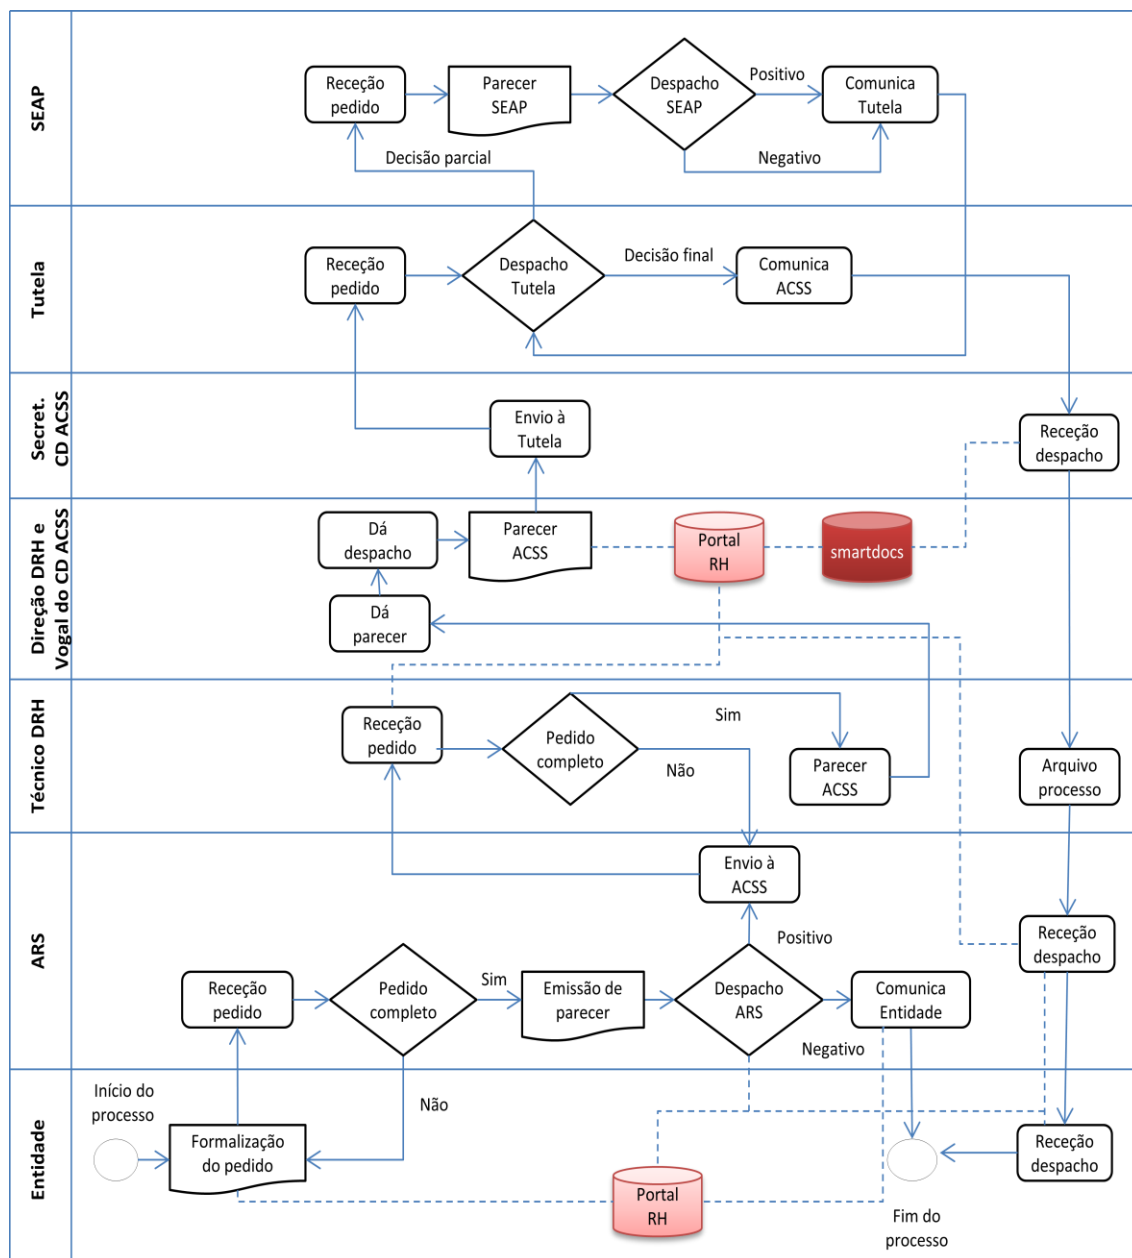 SEAP
Receção
pedido
Parecer
SEAP
Despacho
SEAP
Positivo
Comunica
Tutela
Decisão parcial
Negativo
Tutela
Receção
pedido
Despacho
Tutela
Decisão final
Comunica
ACSS
Secret.
CD ACSS
Envio à
Tutela
Receção
despacho
Direção DRH e
Vogal do CD ACSS
Dá
despacho
Parecer
ACSS
Portal
RH
smartdocs
Dá
parecer
Técnico DRH
Receção
pedido
Pedido
completo
Sim
Não
Parecer
ACSS
Arquivo
processo
ARS
Envio à
ACSS
Positivo
Receção
despacho
Receção
pedido
Pedido
completo
Sim
Emissão de
parecer
Despacho
ARS
Comunica
Entidade
Negativo
Entidade
Início do
processo
Não
Formalização
do pedido
Portal
RH
Receção
despacho
Fim do
processo